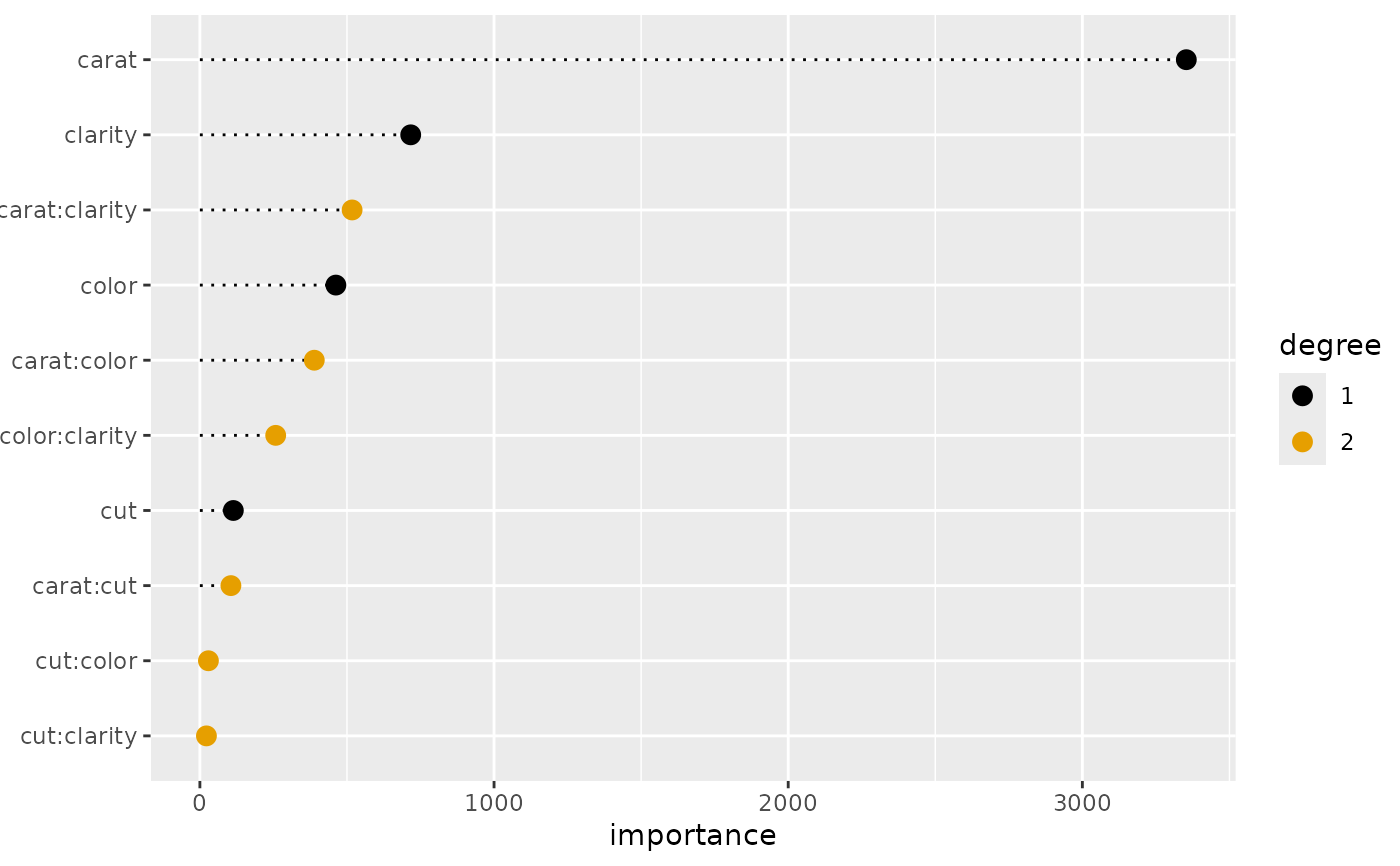 carat
clarity
carat:clarity
color
carat:color
color:clarity
cut
carat:cut
cut:color
cut:clarity
0 1000 2000 3000
importance
degree
1
2